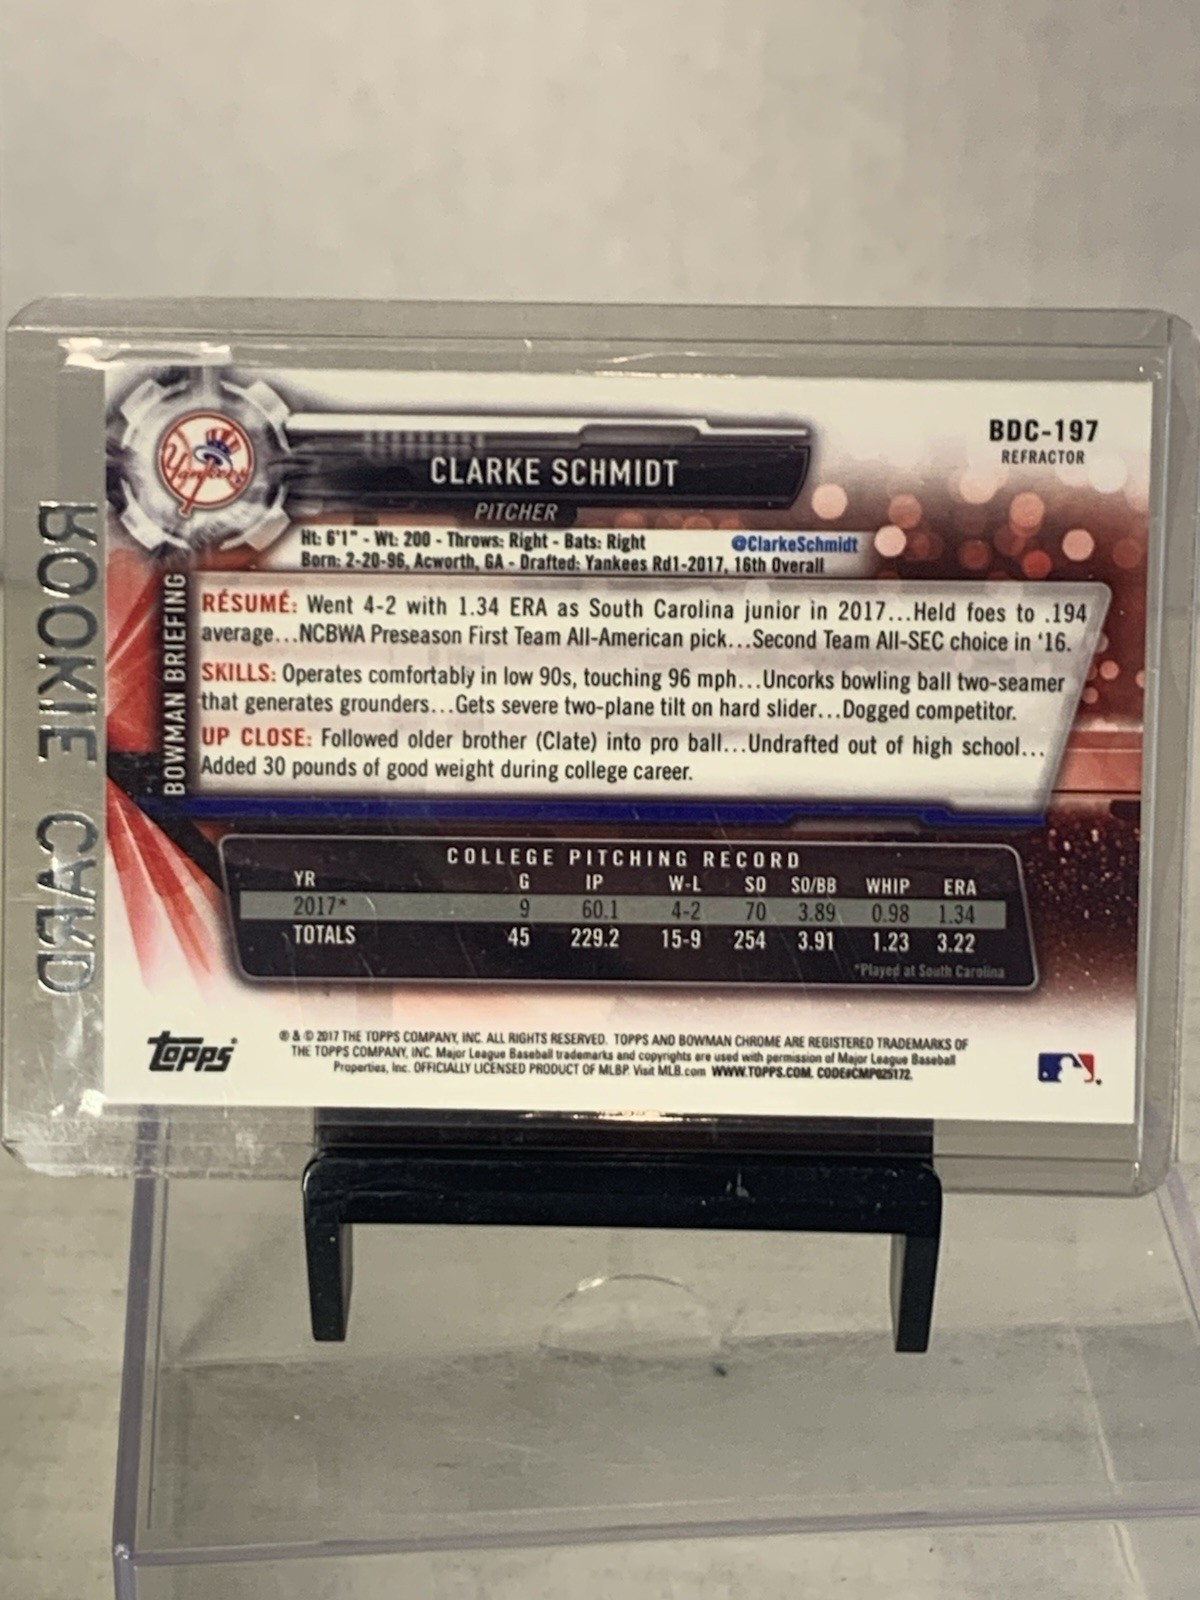 BDC-197
REFRACTOR
Yankees
CLARKE SCHMIDT
PITCHER
Ht: 6'1" - Wt: 200 - Throws: Right - Bats: Right @ClarkeSchmidt
Born: 2-20-96, Acworth, GA - Drafted: Yankees Rd1-2017, 16th Overall
BOWMAN BRIEFING
RÉSUMÉ: Went 4-2 with 1.34 ERA as South Carolina junior in 2017...Held foes to .194
average...NCBWA Preseason First Team All-American pick...Second Team All-SEC choice in '16.
SKILLS: Operates comfortably in low 90s, touching 96 mph...Uncorks bowling ball two-seamer
that generates grounders...Gets severe two-plane tilt on hard slider...Dogged competitor.
UP CLOSE: Followed older brother (Clate) into pro ball...Undrafted out of high school...
Added 30 pounds of good weight during college career.
COLLEGE PITCHING RECORD
YR G IP W-L SO SO/BB WHIP ERA
2017* 9 60.1 4-2 70 3.89 0.98 1.34
TOTALS 45 229.2 15-9 254 3.91 1.23 3.22
*Played at South Carolina
Topps
® & © 2017 THE TOPPS COMPANY, INC. ALL RIGHTS RESERVED. TOPPS AND BOWMAN CHROME ARE REGISTERED TRADEMARKS OF
THE TOPPS COMPANY, INC. Major League Baseball trademarks and copyrights are used with permission of Major League Baseball
Properties, Inc. OFFICIALLY LICENSED PRODUCT OF MLBP. Visit MLB.com WWW.TOPPS.COM. CODE#CMP025172.
ROOKIE CARD